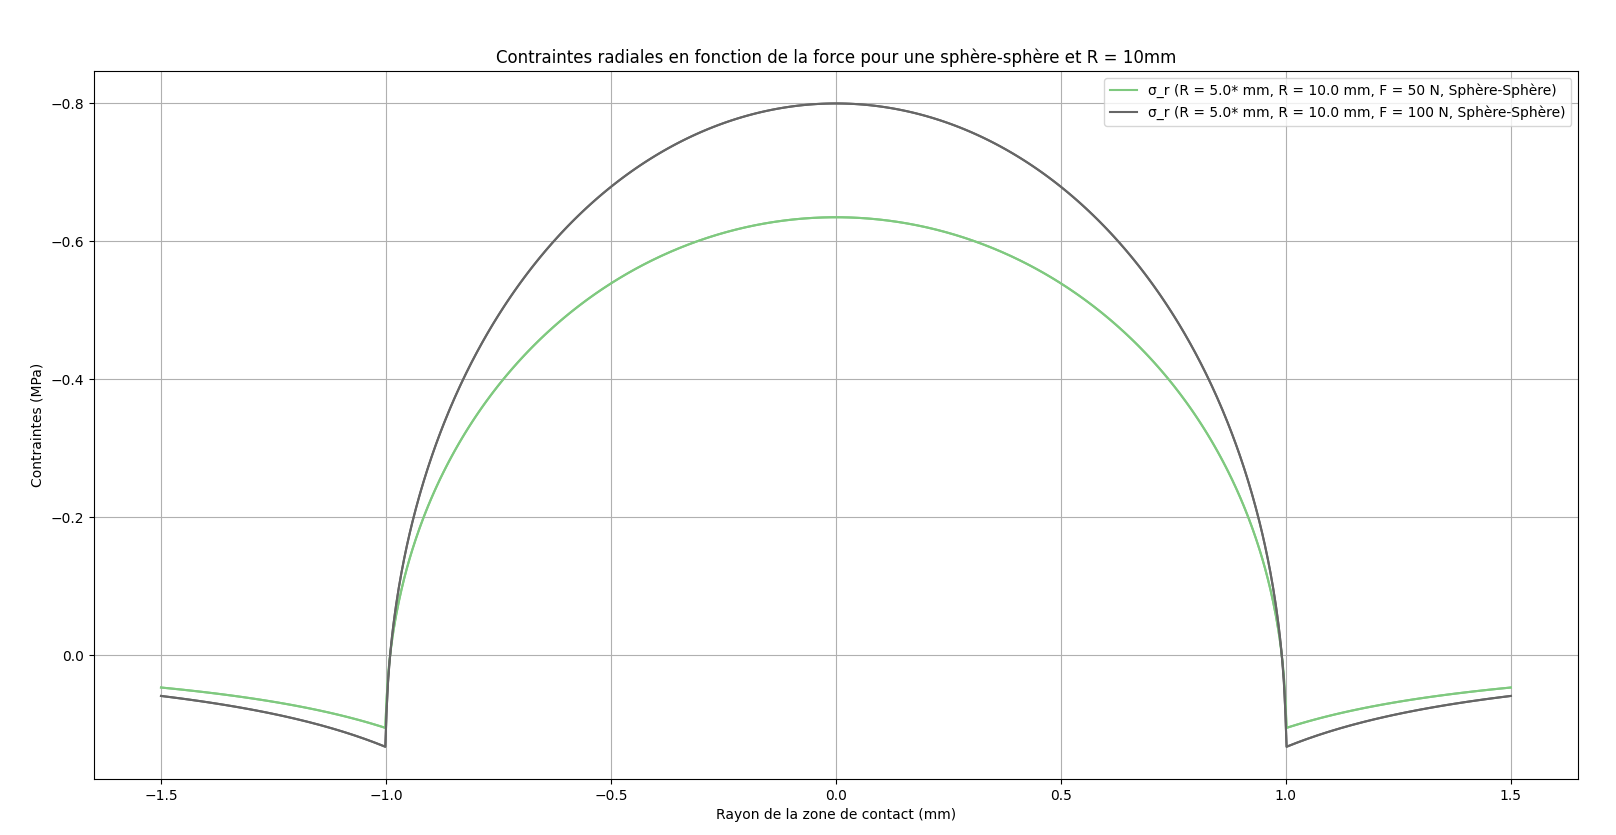 Contraintes radiales en fonction de la force pour une sphère-sphère et R = 10mm
σ_r (R = 5.0* mm, R = 10.0 mm, F = 50 N, Sphère-Sphère)
σ_r (R = 5.0* mm, R = 10.0 mm, F = 100 N, Sphère-Sphère)
Contraintes (MPa)
−0.8
−0.6
−0.4
−0.2
0.0
−1.5
−1.0
−0.5
0.0
0.5
1.0
1.5
Rayon de la zone de contact (mm)